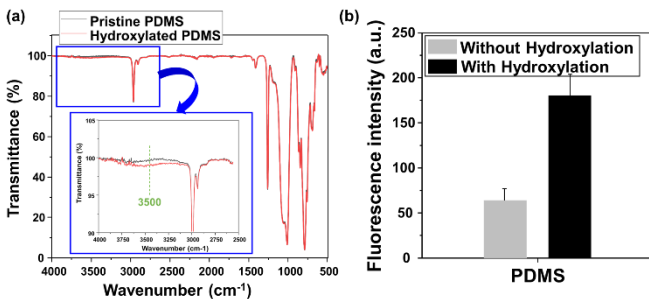 (a)
Pristine PDMS
Hydroxylated PDMS
Transmittance (%)
100
80
60
40
20
0
4000 3500 3000 2500 2000 1500 1000 500
Wavenumber (cm-1)
Transmittance (%)
105
100
95
90
3500
4000 3750 3500 3250 3000 2750 2500
Wavenumber (cm-1)
(b)
Without Hydroxylation
With Hydroxylation
Fluorescence intensity (a.u.)
250
200
150
100
50
0
PDMS